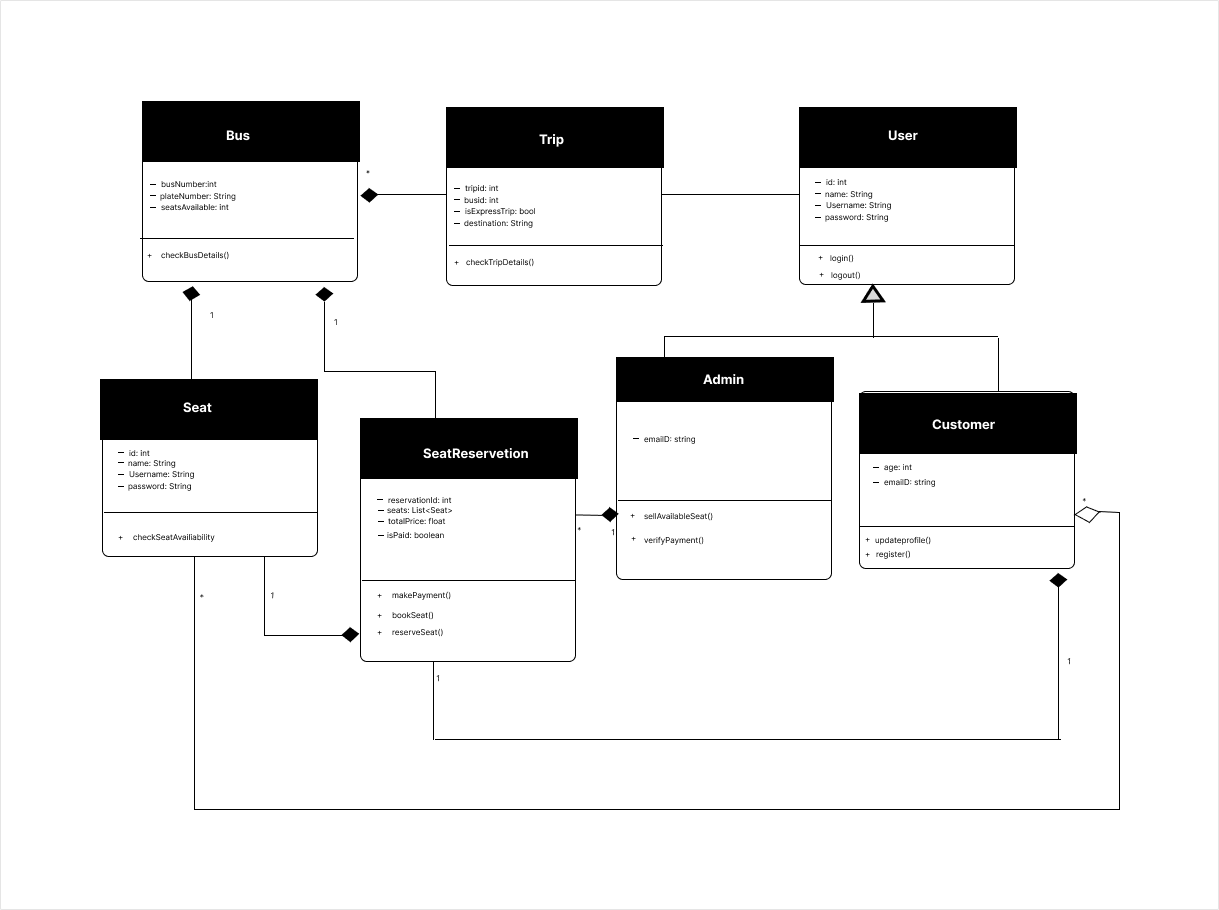 Bus
— busNumber:int
— plateNumber: String
— seatsAvailable: int
+ checkBusDetails()
*
Trip
— tripId: int
— busid: int
— isExpressTrip: bool
— destination: String
+ checkTripDetails()
User
— id: int
— name: String
— Username: String
— password: String
+ login()
+ logout()
1
1
Seat
— id: int
— name: String
— Username: String
— password: String
+ checkSeatAvailiability
*
1
SeatReservetion
— reservationId: int
— seats: List<Seat>
— totalPrice: float
— isPaid: boolean
+ makePayment()
+ bookSeat()
+ reserveSeat()
*
1
1
Admin
— emailD: string
+ sellAvailableSeat()
+ verifyPayment()
Customer
— age: int
— emailD: string
+ updateprofile()
+ register()
*
1